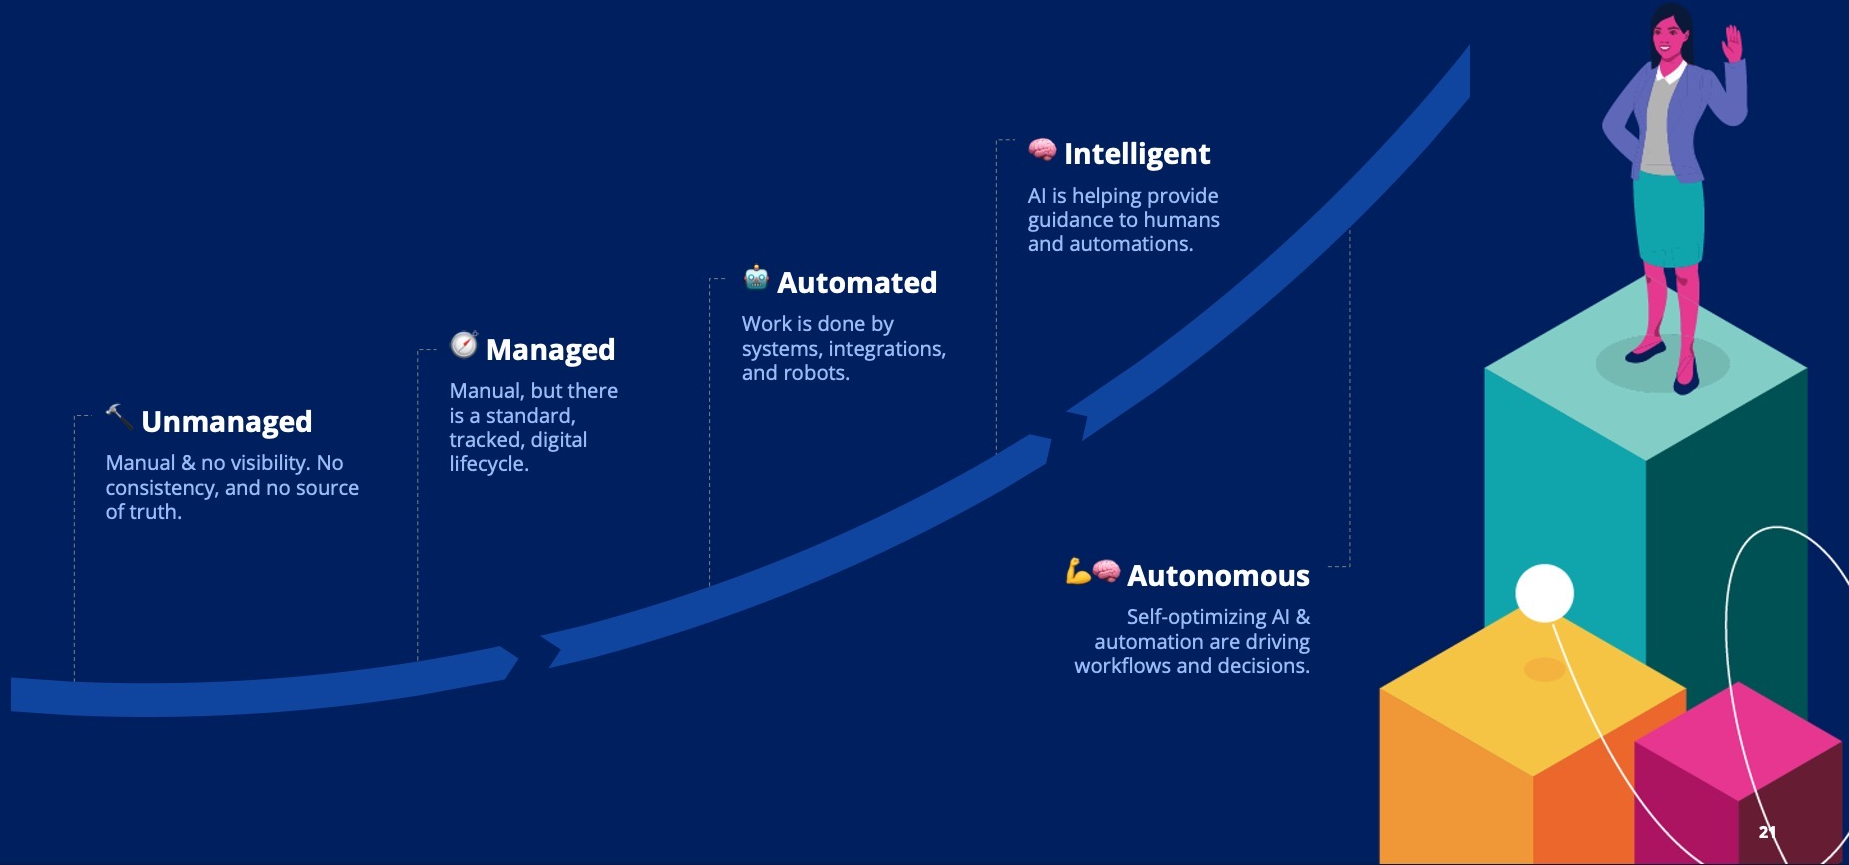 Unmanaged
Manual & no visibility. No
consistency, and no source
of truth.
Managed
Manual, but there
is a standard,
tracked, digital
lifecycle.
Automated
Work is done by
systems, integrations,
and robots.
Intelligent
AI is helping provide
guidance to humans
and automations.
Autonomous
Self-optimizing AI &
automation are driving
workflows and decisions.
21